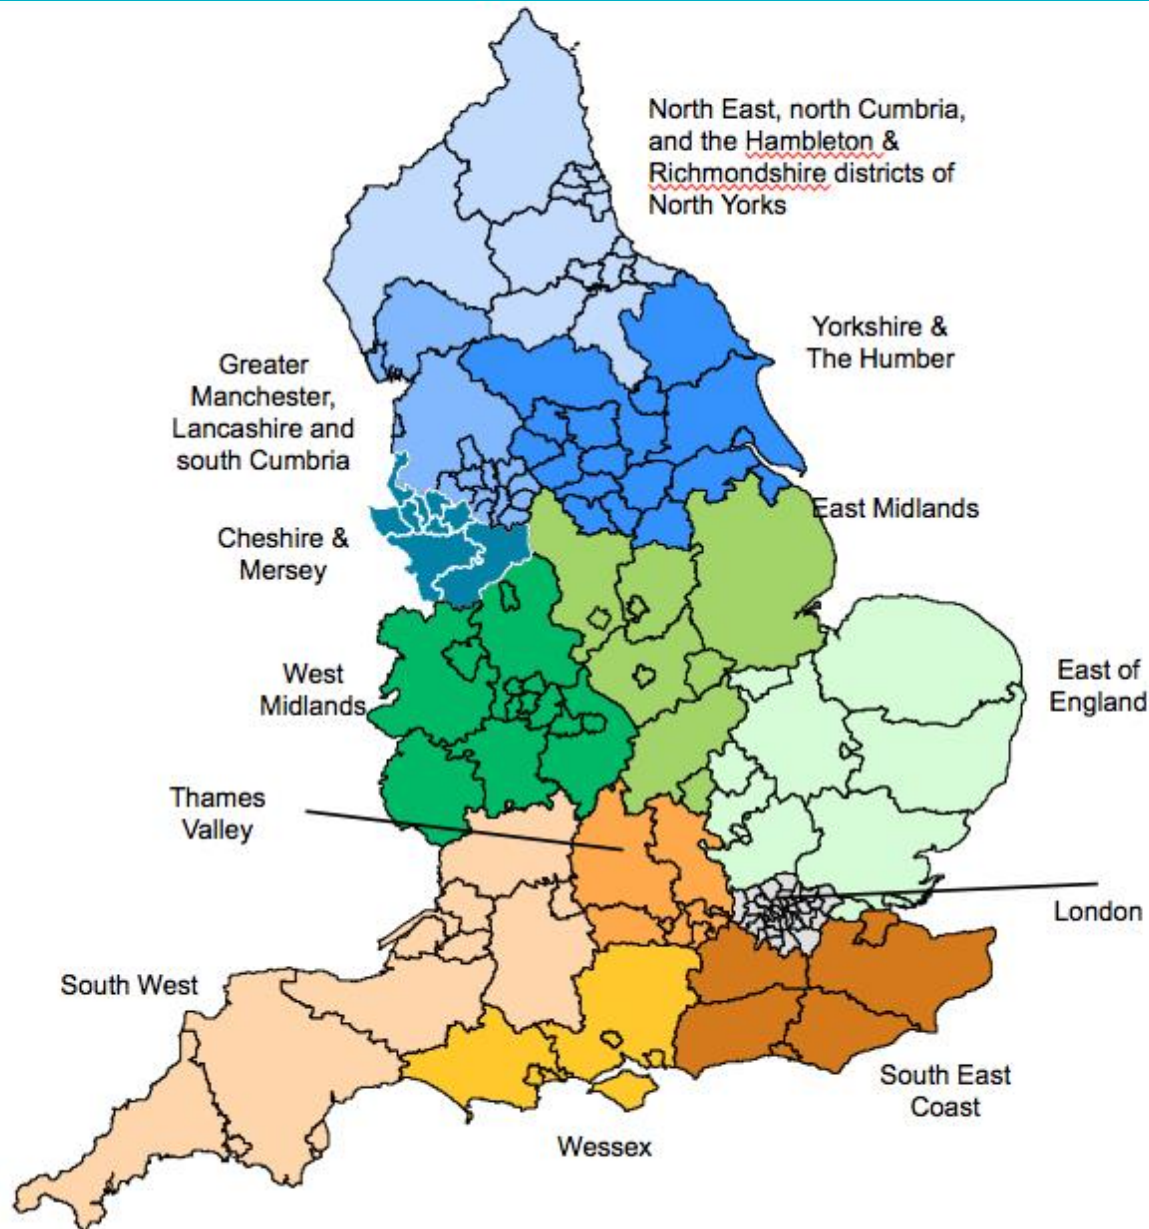 North East, north Cumbria,
and the Hambleton &
Richmondshire districts of
North Yorks
Yorkshire &
The Humber
Greater
Manchester,
Lancashire and
south Cumbria
East Midlands
Cheshire &
Mersey
West
Midlands
East of
England
Thames
Valley
London
South West
South East
Coast
Wessex